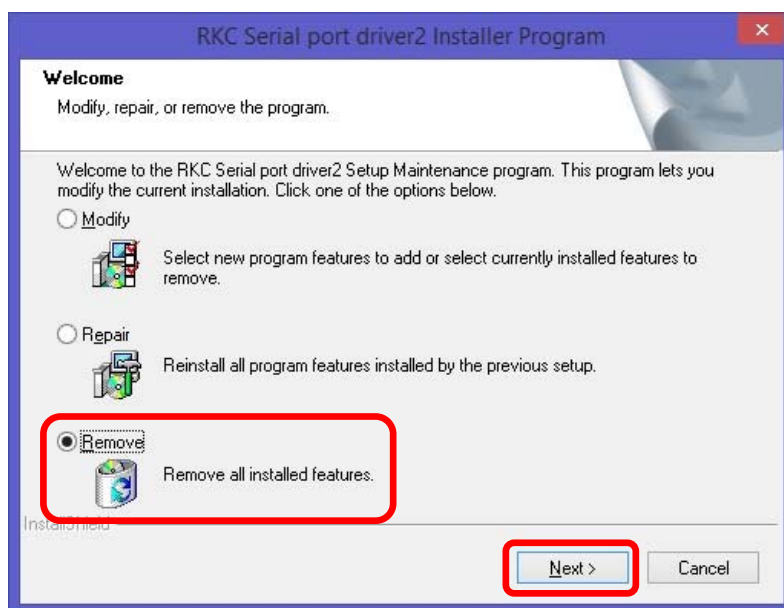 RKC Serial port driver2 Installer Program
Welcome
Modify, repair, or remove the program.
Welcome to the RKC Serial port driver2 Setup Maintenance program. This program lets you
modify the current installation. Click one of the options below.
Modify
Select new program features to add or select currently installed features to
remove.
Repair
Reinstall all program features installed by the previous setup.
Remove
Remove all installed features.
InstallShield
Next >
Cancel